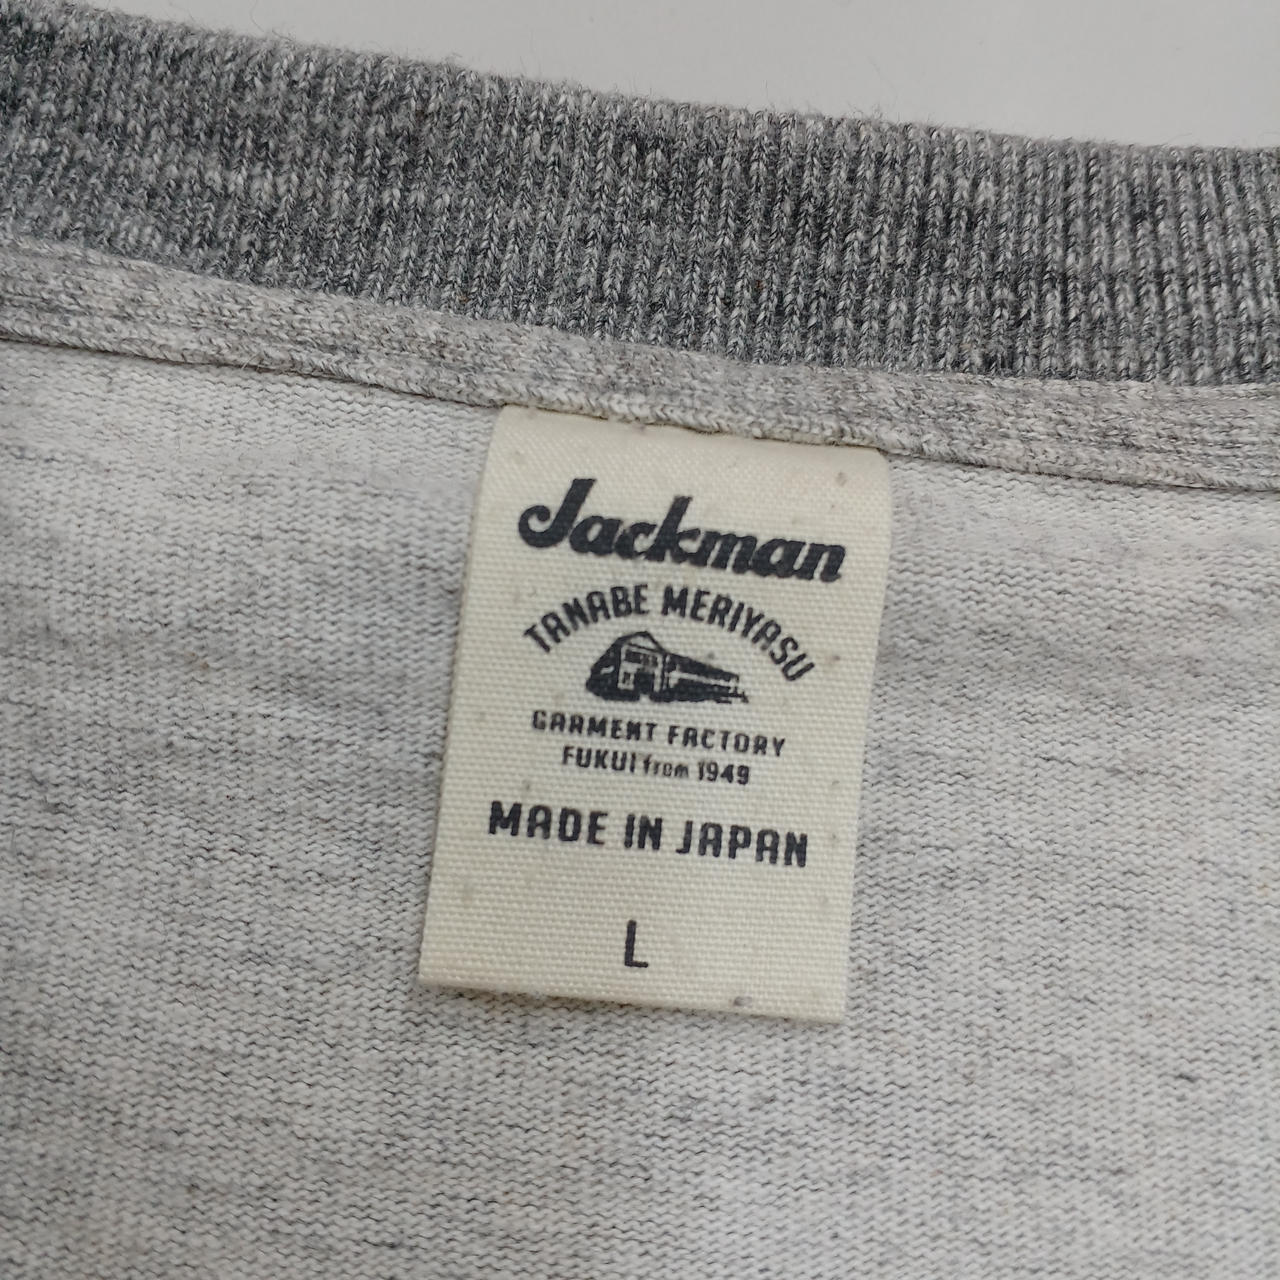 Jackman
TANABE MERIYASU
GARMENT FACTORY
FUKUI from 1949
MADE IN JAPAN
L